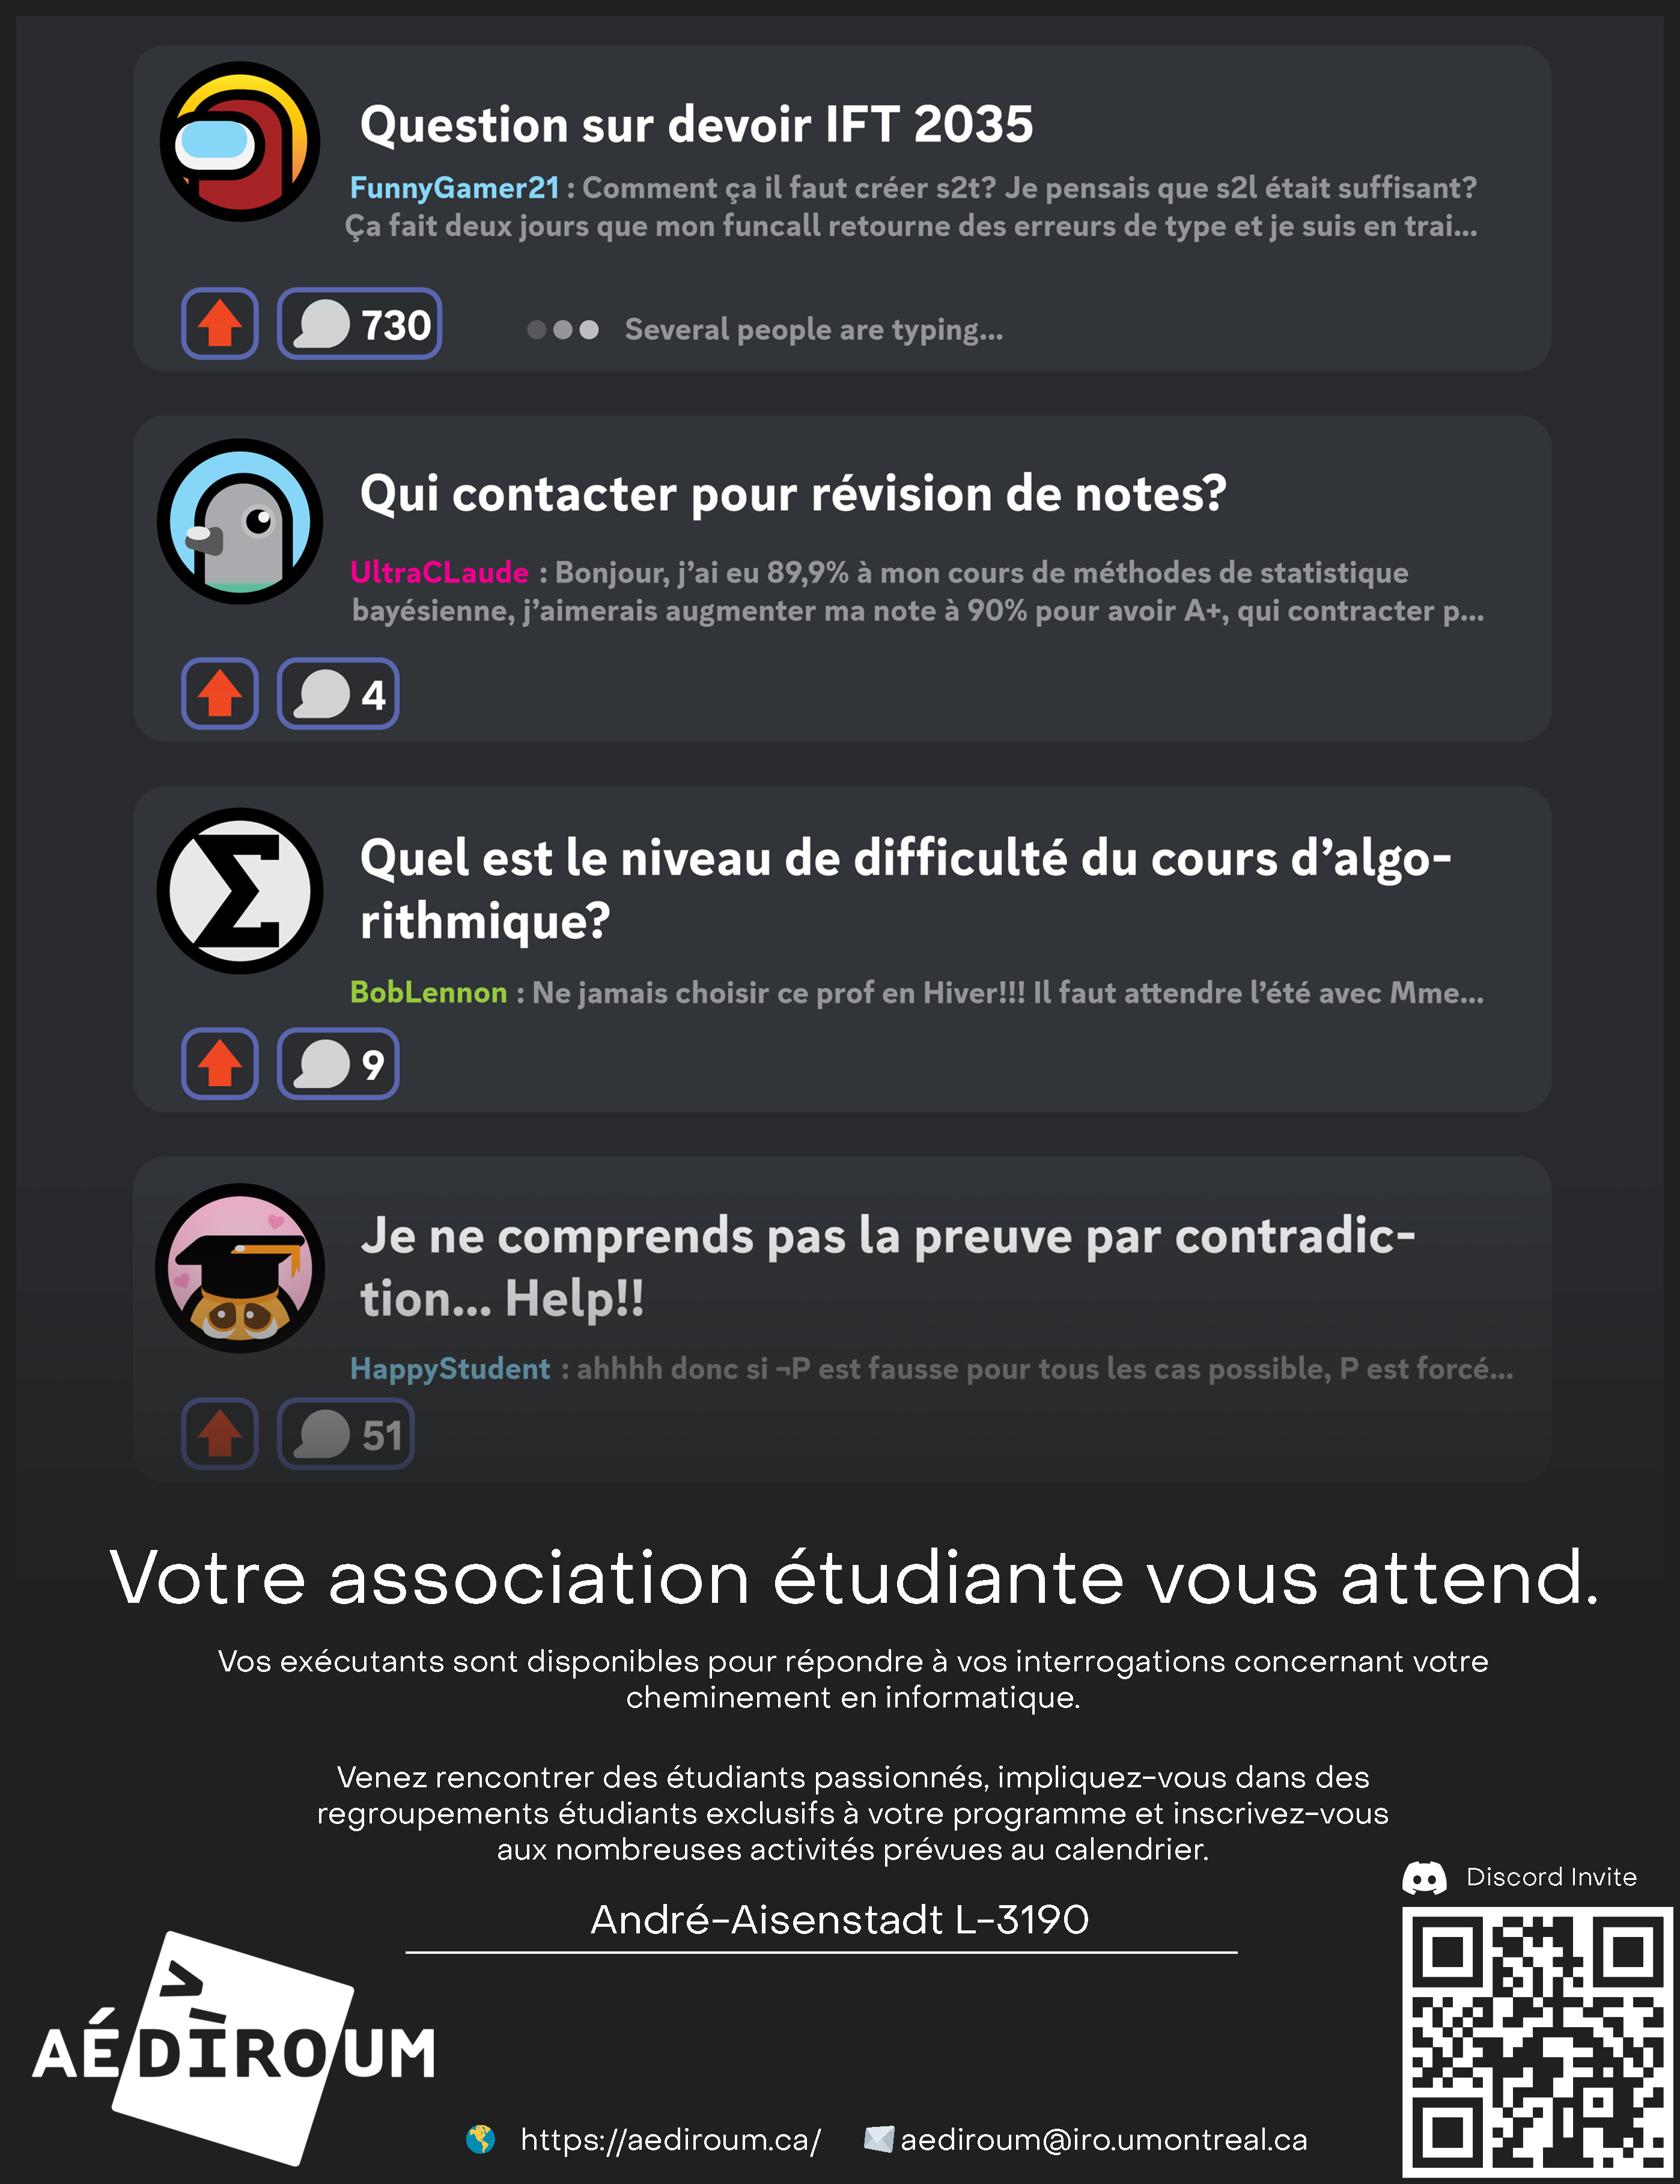 Question sur devoir IFT 2035
FunnyGamer21 : Comment ça il faut créer s2t? Je pensais que s2l était suffisant?
Ça fait deux jours que mon funcall retourne des erreurs de type et je suis en trai...
730
Several people are typing...
Qui contacter pour révision de notes?
UltraCLaude : Bonjour, j'ai eu 89,9% à mon cours de méthodes de statistique
bayésienne, j'aimerais augmenter ma note à 90% pour avoir A+, qui contracter p...
4
Quel est le niveau de difficulté du cours d'algo-
rithmique?
BobLennon : Ne jamais choisir ce prof en Hiver!!! Il faut attendre l'été avec Mme...
9
Je ne comprends pas la preuve par contradic-
tion... Help!!
HappyStudent : ahhhh donc si ¬P est fausse pour tous les cas possible, P est forcé...
51
Votre association étudiante vous attend.
Vos exécutants sont disponibles pour répondre à vos interrogations concernant votre
cheminement en informatique.
Venez rencontrer des étudiants passionnés, impliquez-vous dans des
regroupements étudiants exclusifs à votre programme et inscrivez-vous
aux nombreuses activités prévues au calendrier.
Discord Invite
André-Aisenstadt L-3190
AÉDIROUM
https://aediroum.ca/
aediroum@iro.umontreal.ca